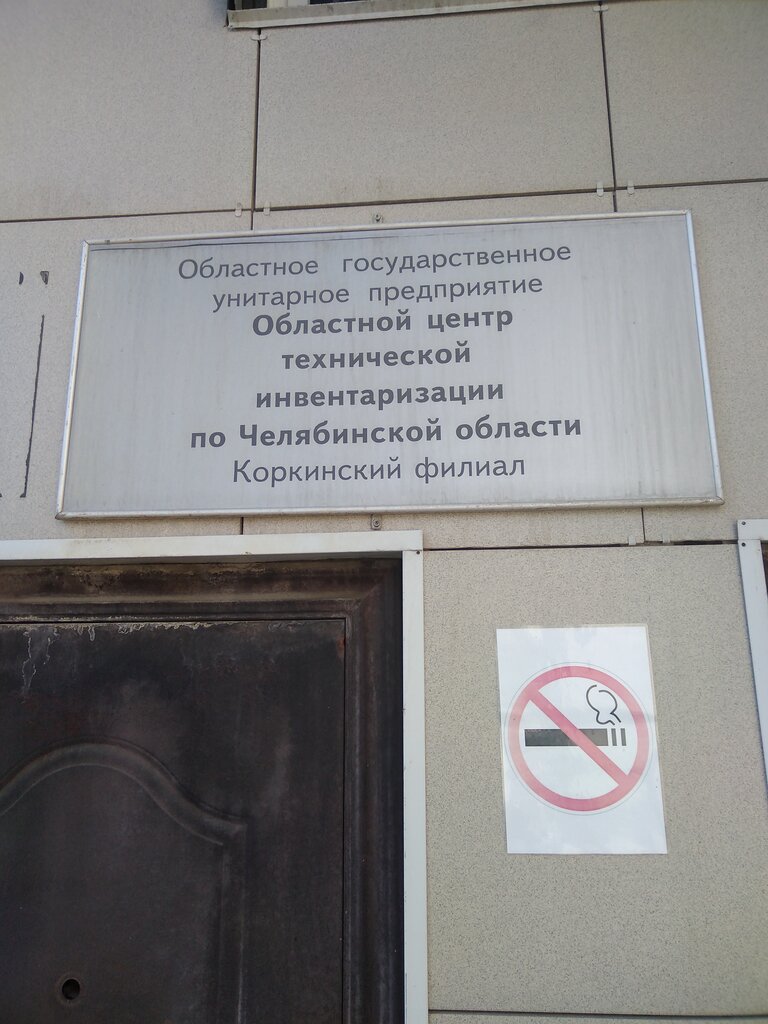 Областное государственное
унитарное предприятие
Областной центр
технической
инвентаризации
по Челябинской области
Коркинский филиал